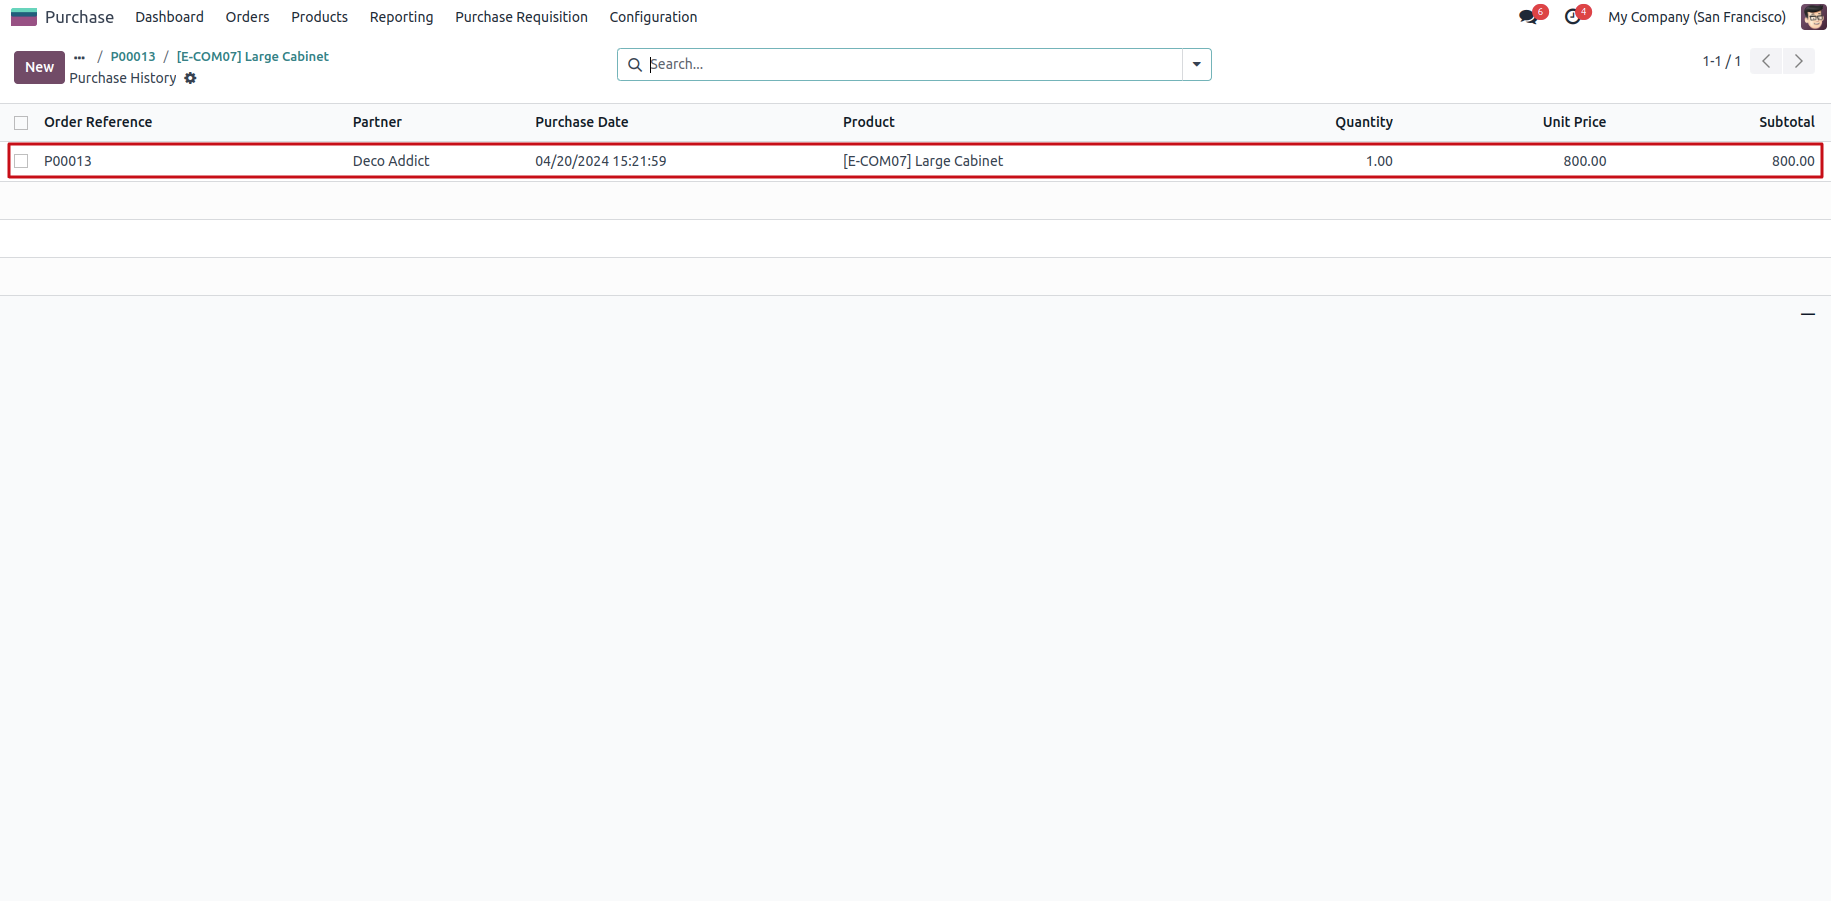 Purchase Dashboard Orders Products Reporting Purchase Requisition Configuration 6 4 My Company (San Francisco)
New ... / P00013 / [E-COM07] Large Cabinet
Purchase History
Search...
1-1 / 1
Order Reference Partner Purchase Date Product Quantity Unit Price Subtotal
P00013 Deco Addict 04/20/2024 15:21:59 [E-COM07] Large Cabinet 1.00 800.00 800.00
—